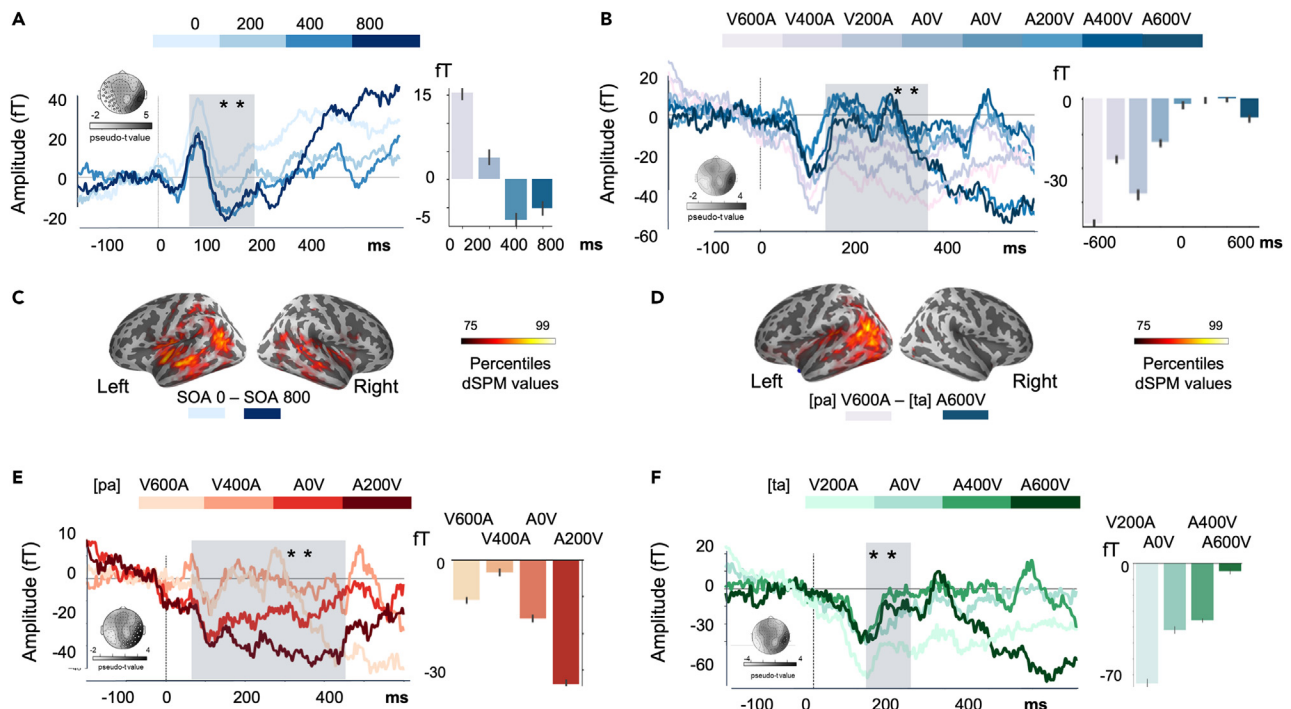 A
0 200 400 800
Amplitude (fT)
40
20
0
-20
-2 5
pseudo-t value
* *
-100 0 100 200 400 ms
fT
15
0
-5
0 200 400 800
ms
B
V600A V400A V200A A0V A0V A200V A400V A600V
Amplitude (fT)
20
0
-20
-40
-60
-2 4
pseudo-t value
* *
-100 0 200 400 ms
fT
0
-30
-600 0 600 ms
C
Left Right
SOA 0 – SOA 800
75 99
Percentiles
dSPM values
D
Left Right
[pa] V600A – [ta] A600V
75 99
Percentiles
dSPM values
E
[pa] V600A V400A A0V A200V
Amplitude (fT)
10
0
-20
-40
-2 4
pseudo-t value
* *
-100 0 200 400 ms
V600A A0V
fT V400A A200V
0
-30
F
[ta] V200A A0V A400V A600V
Amplitude (fT)
20
0
-30
-60
-4 4
pseudo-t value
* *
-100 0 200 400 ms
V200A A400V
A0V A600V
fT
0
-70